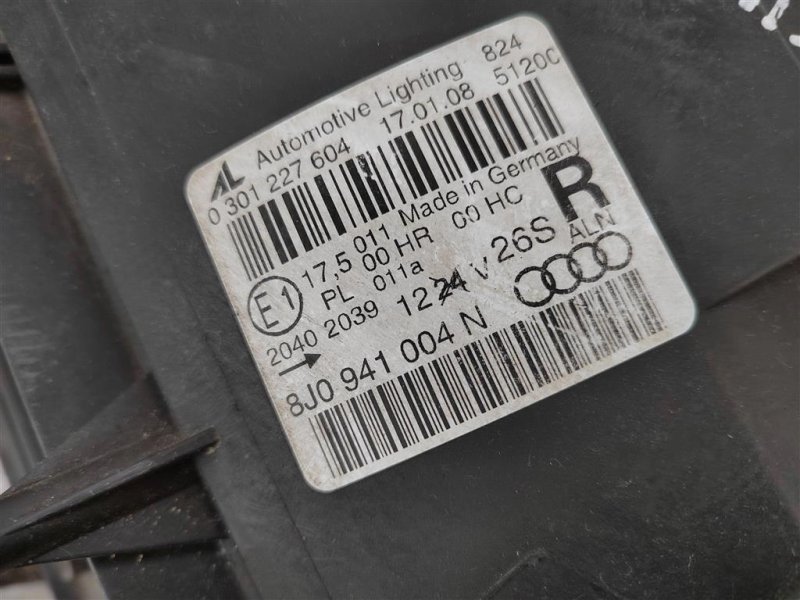 AL Automotive Lighting 824
0 301 227 604 17.01.08 5120C
E1 17,5 011 Made in Germany R
00 HR 00 HC
PL 011a
2040 2039 12 24 V 26S ALN
8J0 941 004 N